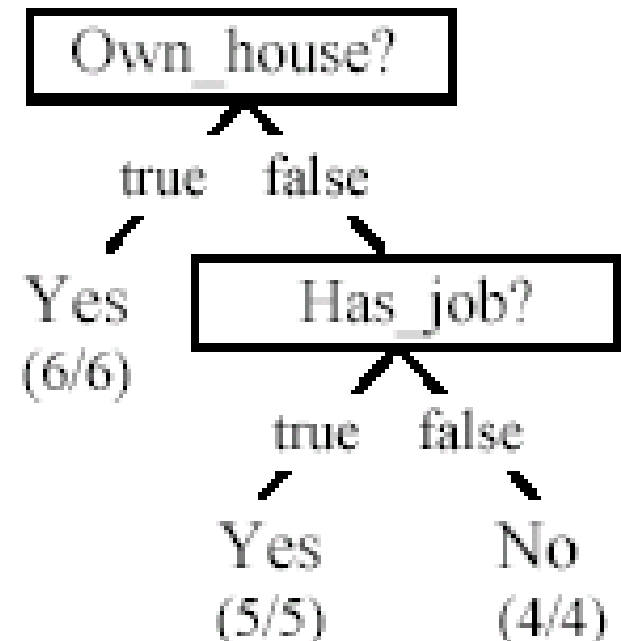 Own_house?
true false
Yes Has_job?
(6/6)
true false
Yes No
(5/5) (4/4)